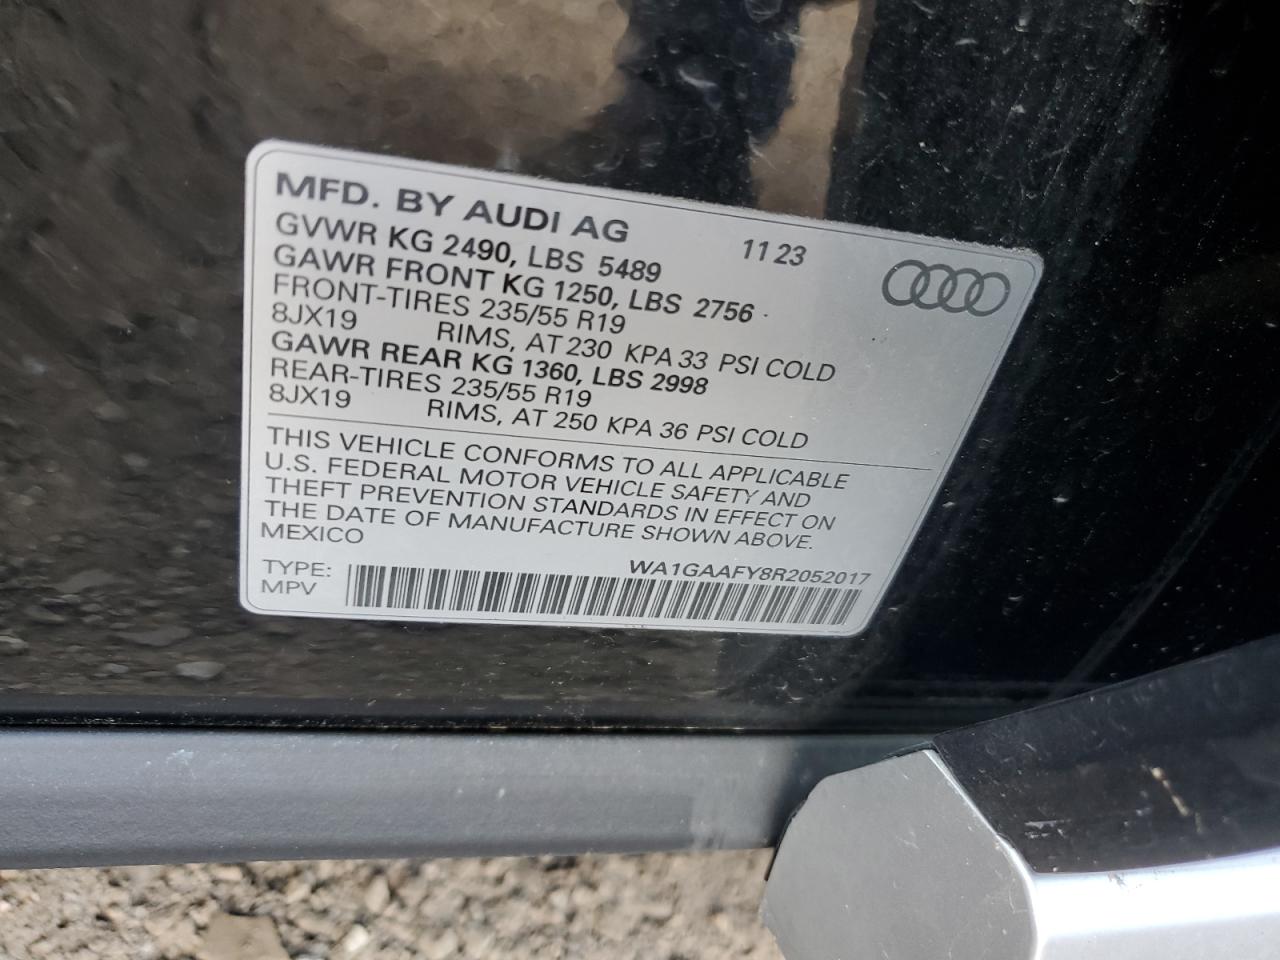 MFD. BY AUDI AG 11 23
GVWR KG 2490, LBS 5489
GAWR FRONT KG 1250, LBS 2756
FRONT-TIRES 235/55 R19
8JX19 RIMS, AT 230 KPA 33 PSI COLD
GAWR REAR KG 1360, LBS 2998
REAR-TIRES 235/55 R19
8JX19 RIMS, AT 250 KPA 36 PSI COLD
THIS VEHICLE CONFORMS TO ALL APPLICABLE
U.S. FEDERAL MOTOR VEHICLE SAFETY AND
THEFT PREVENTION STANDARDS IN EFFECT ON
THE DATE OF MANUFACTURE SHOWN ABOVE.
MEXICO
WA1GAAFY8R2052017
TYPE:
MPV